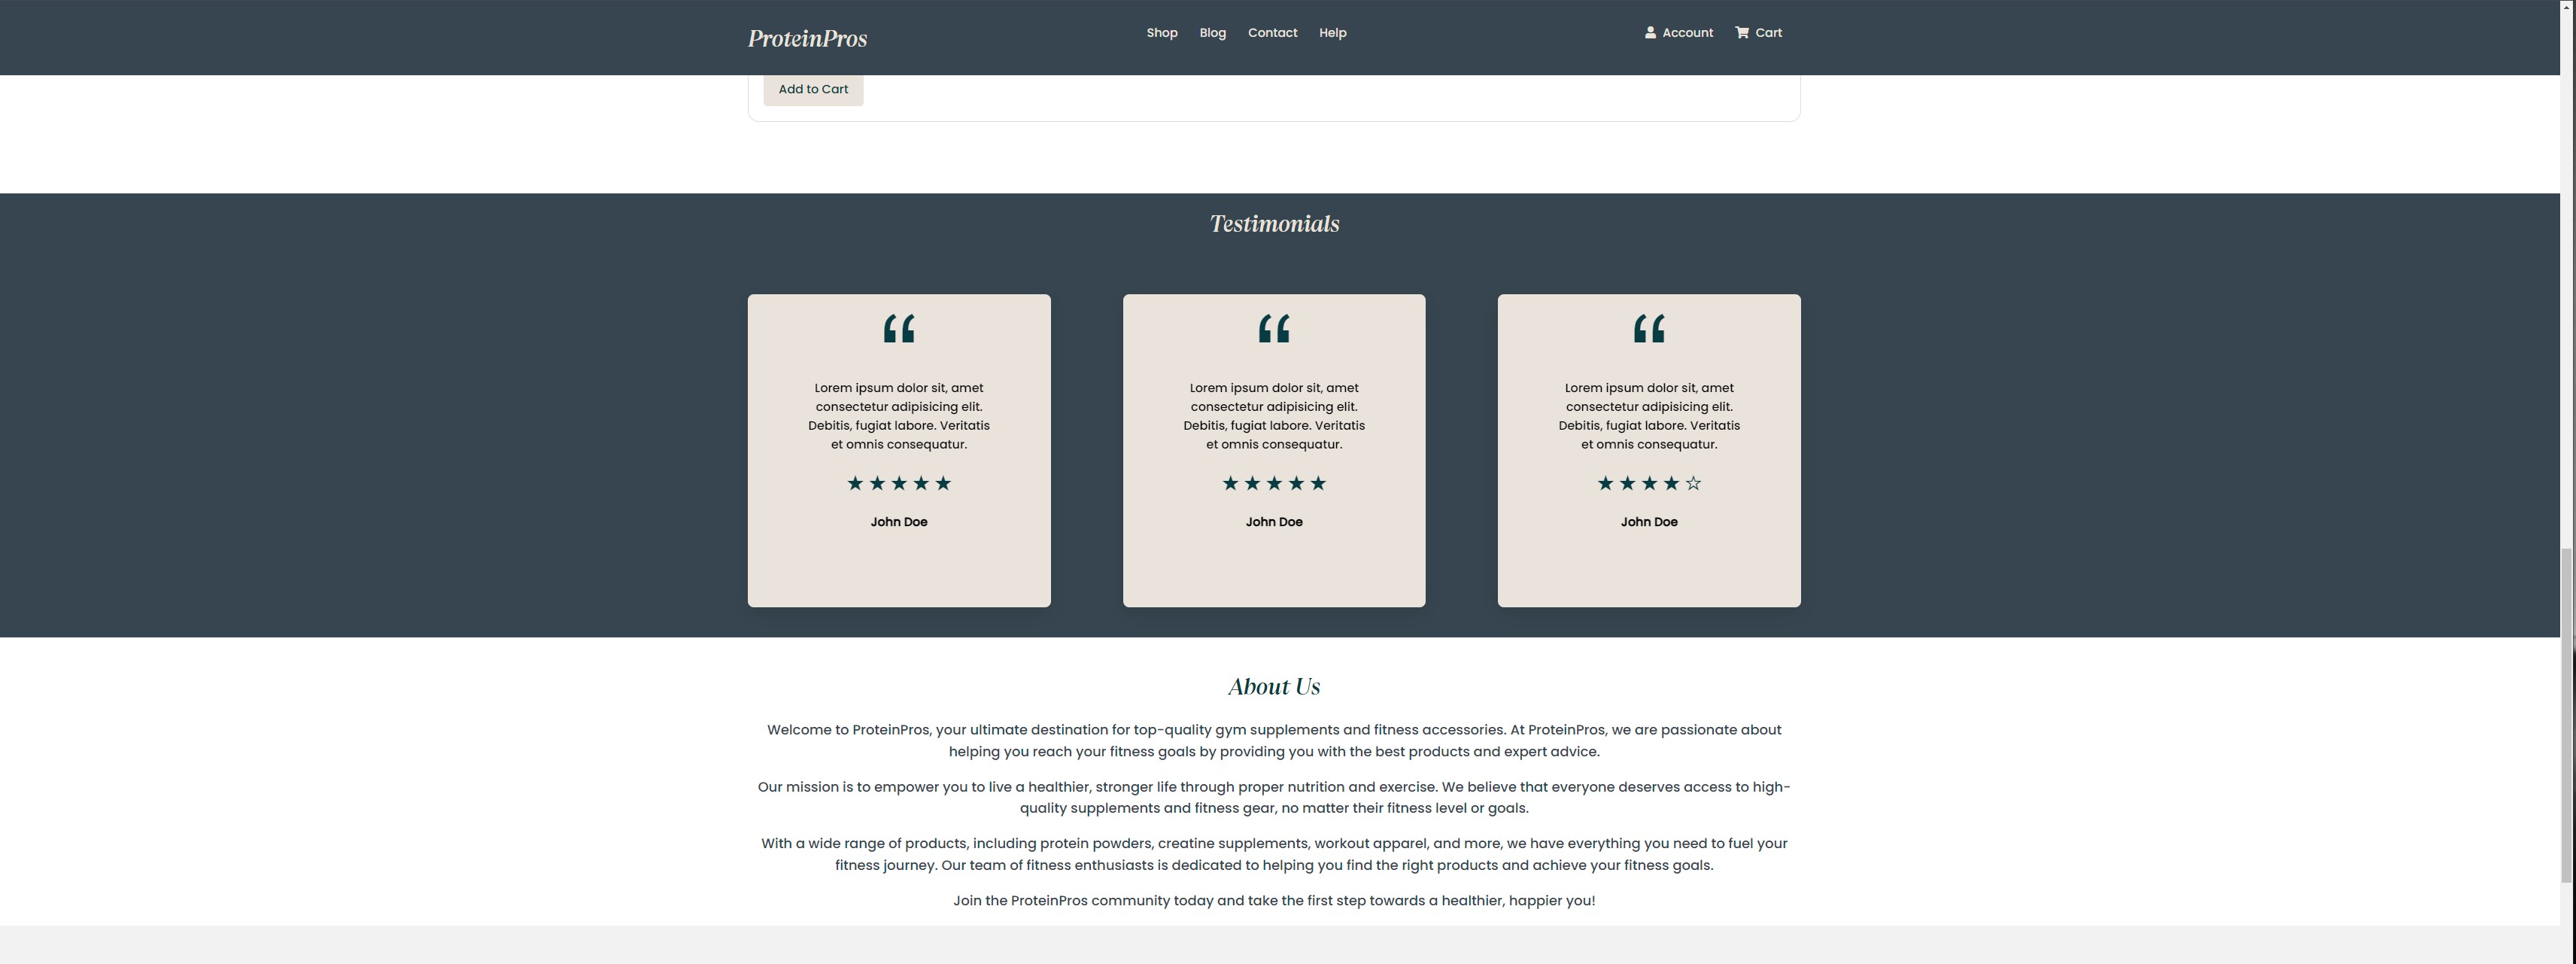 ProteinPros
Shop Blog Contact Help
Account Cart
Add to Cart
Testimonials
“
Lorem ipsum dolor sit, amet
consectetur adipisicing elit.
Debitis, fugiat labore. Veritatis
et omnis consequatur.
★★★★★
John Doe
“
Lorem ipsum dolor sit, amet
consectetur adipisicing elit.
Debitis, fugiat labore. Veritatis
et omnis consequatur.
★★★★★
John Doe
“
Lorem ipsum dolor sit, amet
consectetur adipisicing elit.
Debitis, fugiat labore. Veritatis
et omnis consequatur.
★★★★☆
John Doe
About Us
Welcome to ProteinPros, your ultimate destination for top-quality gym supplements and fitness accessories. At ProteinPros, we are passionate about
helping you reach your fitness goals by providing you with the best products and expert advice.
Our mission is to empower you to live a healthier, stronger life through proper nutrition and exercise. We believe that everyone deserves access to high-
quality supplements and fitness gear, no matter their fitness level or goals.
With a wide range of products, including protein powders, creatine supplements, workout apparel, and more, we have everything you need to fuel your
fitness journey. Our team of fitness enthusiasts is dedicated to helping you find the right products and achieve your fitness goals.
Join the ProteinPros community today and take the first step towards a healthier, happier you!